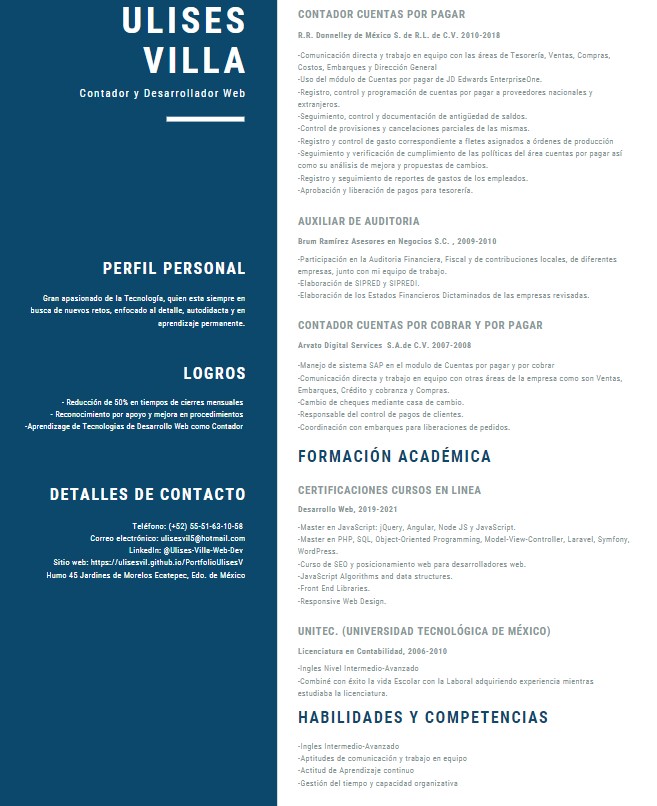 ULISES
VILLA
Contador y Desarrollador Web
PERFIL PERSONAL
Gran apasionado de la Tecnología, quien esta siempre en
busca de nuevos retos, enfocado al detalle, autodidacta y en
aprendizaje permanente.
LOGROS
- Reducción de 50% en tiempos de cierres mensuales
- Reconocimiento por apoyo y mejora en procedimientos
-Aprendizage de Tecnologias de Desarrollo Web como Contador
DETALLES DE CONTACTO
Teléfono: (+52) 55-51-63-10-58
Correo electrónico: ulisesvil5@hotmail.com
LinkedIn: @Ulises-Villa-Web-Dev
Sitio web: https://ulisesvil.github.io/PortfolioUlisesV
Humo 45 Jardines de Morelos Ecatepec, Edo. de México
CONTADOR CUENTAS POR PAGAR
R.R. Donnelley de México S. de R.L. de C.V. 2010-2018
-Comunicación directa y trabajo en equipo con las áreas de Tesorería, Ventas, Compras,
Costos, Embarques y Dirección General
-Uso del módulo de Cuentas por pagar de JD Edwards EnterpriseOne.
-Registro, control y programación de cuentas por pagar a proveedores nacionales y
extranjeros.
-Seguimiento, control y documentación de antigüedad de saldos.
-Control de provisiones y cancelaciones parciales de las mismas.
-Registro y control de gasto correspondiente a fletes asignados a órdenes de producción
-Seguimiento y verificación de cumplimiento de las políticas del área cuentas por pagar así
como su análisis de mejora y propuestas de cambios.
-Registro y seguimiento de reportes de gastos de los empleados.
-Aprobación y liberación de pagos para tesorería.
AUXILIAR DE AUDITORIA
Brum Ramírez Asesores en Negocios S.C. , 2009-2010
-Participación en la Auditoria Financiera, Fiscal y de contribuciones locales, de diferentes
empresas, junto con mi equipo de trabajo.
-Elaboración de SIPRED y SIPREDI.
-Elaboración de los Estados Financieros Dictaminados de las empresas revisadas.
CONTADOR CUENTAS POR COBRAR Y POR PAGAR
Arvato Digital Services S.A.de C.V. 2007-2008
-Manejo de sistema SAP en el modulo de Cuentas por pagar y por cobrar
-Comunicación directa y trabajo en equipo con otras áreas de la empresa como son Ventas,
Embarques, Crédito y cobranza y Compras.
-Cambio de cheques mediante casa de cambio.
-Responsable del control de pagos de clientes.
-Coordinación con embarques para liberaciones de pedidos.
FORMACIÓN ACADÉMICA
CERTIFICACIONES CURSOS EN LINEA
Desarrollo Web, 2019-2021
-Master en JavaScript: jQuery, Angular, Node JS y JavaScript.
-Master en PHP, SQL, Object-Oriented Programming, Model-View-Controller, Laravel, Symfony,
WordPress.
-Curso de SEO y posicionamiento web para desarrolladores web.
-JavaScript Algorithms and data structures.
-Front End Libraries.
-Responsive Web Design.
UNITEC. (UNIVERSIDAD TECNOLÓGICA DE MÉXICO)
Licenciatura en Contabilidad, 2006-2010
-Ingles Nivel Intermedio-Avanzado
-Combiné con éxito la vida Escolar con la Laboral adquiriendo experiencia mientras
estudiaba la licenciatura.
HABILIDADES Y COMPETENCIAS
-Ingles Intermedio-Avanzado
-Aptitudes de comunicación y trabajo en equipo
-Actitud de Aprendizaje continuo
-Gestión del tiempo y capacidad organizativa